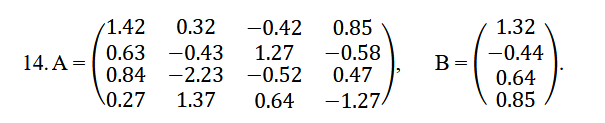 14. A = ( 1.42 0.32 −0.42 0.85
0.63 −0.43 1.27 −0.58
0.84 −2.23 −0.52 0.47
0.27 1.37 0.64 −1.27 ), B = ( 1.32
−0.44
0.64
0.85 ).